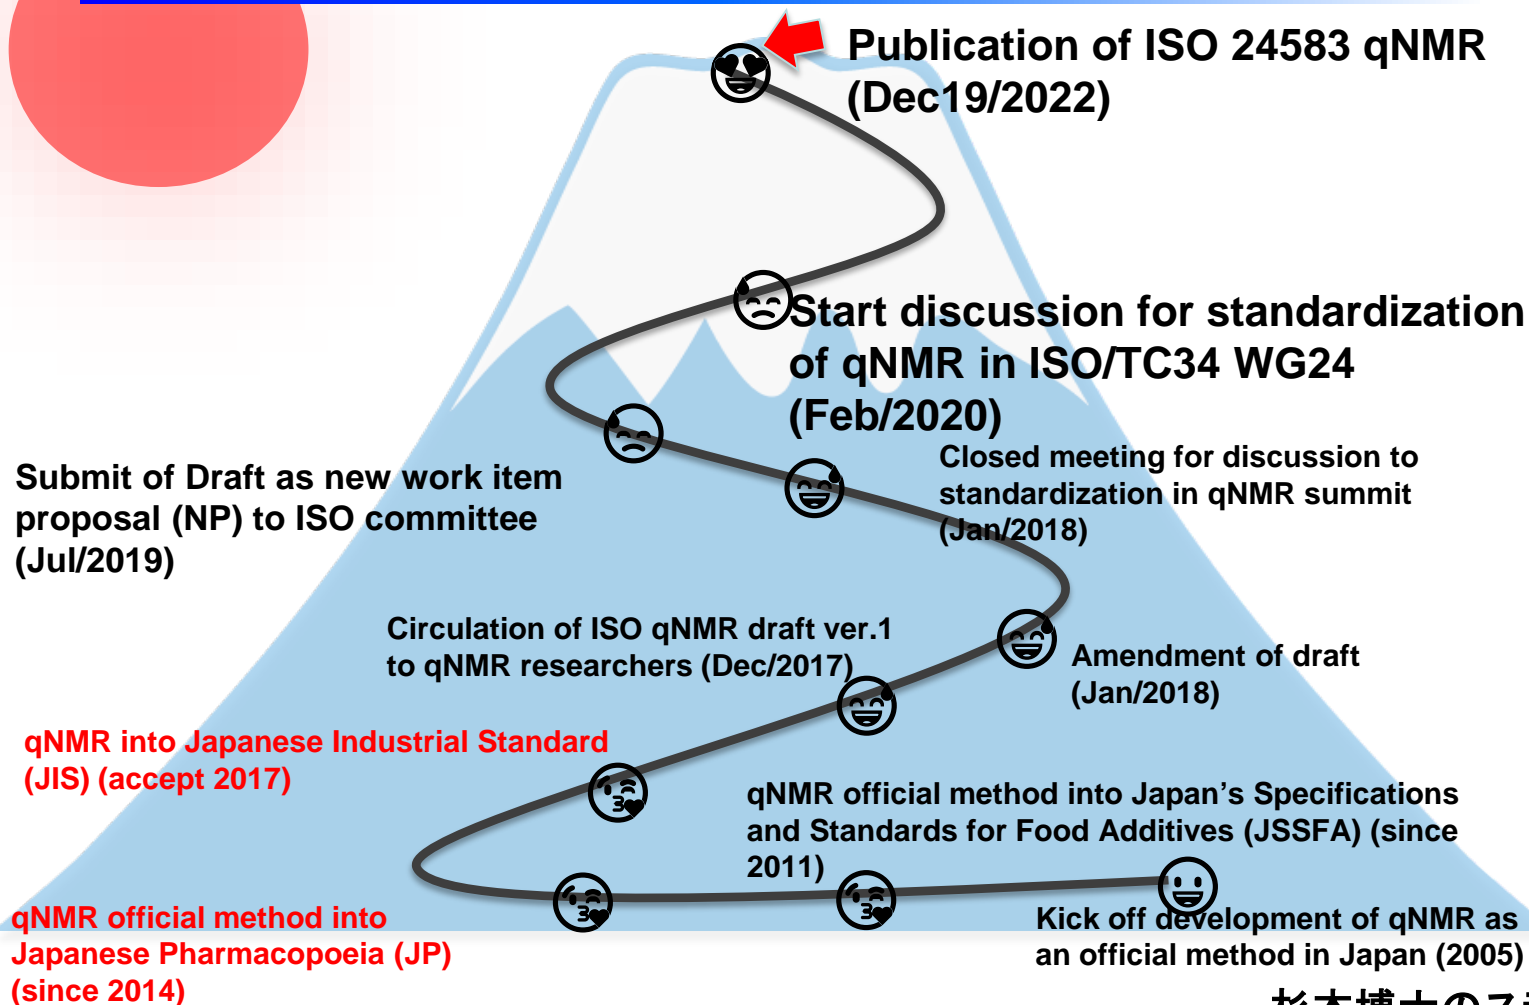 Publication of ISO 24583 qNMR
(Dec19/2022)
Start discussion for standardization
of qNMR in ISO/TC34 WG24
(Feb/2020)
Closed meeting for discussion to
standardization in qNMR summit
(Jan/2018)
Submit of Draft as new work item
proposal (NP) to ISO committee
(Jul/2019)
Circulation of ISO qNMR draft ver.1
to qNMR researchers (Dec/2017)
Amendment of draft
(Jan/2018)
qNMR into Japanese Industrial Standard
(JIS) (accept 2017)
qNMR official method into Japan’s Specifications
and Standards for Food Additives (JSSFA) (since
2011)
qNMR official method into
Japanese Pharmacopoeia (JP)
(since 2014)
Kick off development of qNMR as
an official method in Japan (2005)